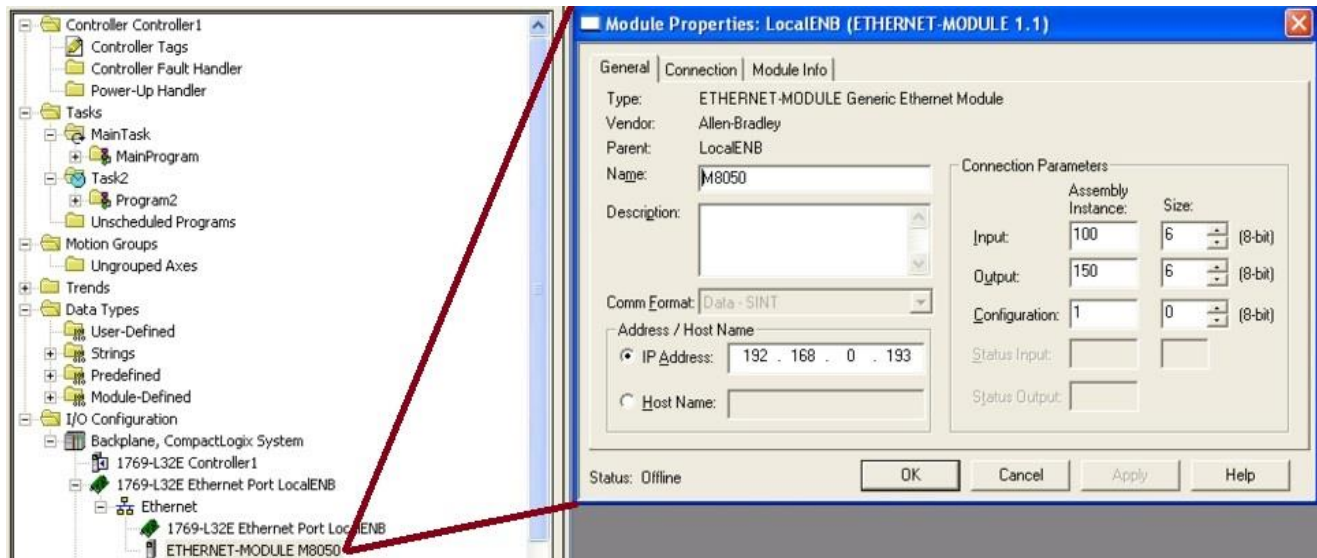 Controller Controller1
Controller Tags
Controller Fault Handler
Power-Up Handler
Tasks
MainTask
MainProgram
Task2
Program2
Unscheduled Programs
Motion Groups
Ungrouped Axes
Trends
Data Types
User-Defined
Strings
Predefined
Module-Defined
I/O Configuration
Backplane, CompactLogix System
1769-L32E Controller1
1769-L32E Ethernet Port LocalENB
Ethernet
1769-L32E Ethernet Port LocalENB
ETHERNET-MODULE M8050
Module Properties: LocalENB (ETHERNET-MODULE 1.1)
General Connection Module Info
Type: ETHERNET-MODULE Generic Ethernet Module
Vendor: Allen-Bradley
Parent: LocalENB
Name: M8050
Description:
Comm Format: Data - SINT
Address / Host Name
IP Address: 192 . 168 . 0 . 193
Host Name:
Connection Parameters
Assembly
Instance: Size:
Input: 100 6 (8-bit)
Output: 150 6 (8-bit)
Configuration: 1 0 (8-bit)
Status Input:
Status Output:
Status: Offline
OK Cancel Apply Help